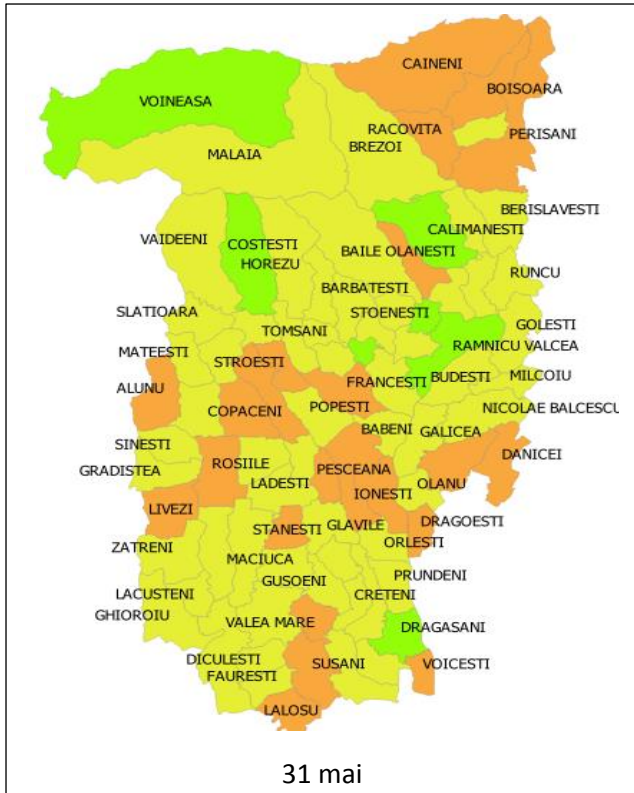 CAINENI
BOISOARA
VOINEASA
RACOVITA
PERISANI
BREZOI
MALAIA
BERISLAVESTI
CALIMANESTI
VAIDEENI
COSTESTI
BAILE OLANESTI
HOREZU
RUNCU
BARBATESTI
SLATIOARA
STOENESTI
GOLESTI
TOMSANI
RAMNICU VALCEA
MATEESTI
STROESTI
ALUNU
FRANCESTI
BUDESTI
MILCOIU
COPACENI
POPESTI
NICOLAE BALCESCU
BABENI
GALICEA
SINESTI
DANICEI
GRADISTEA
ROSIILE
PESCEANA
LADESTI
OLANU
IONESTI
LIVEZI
STANESTI
GLAVILE
DRAGOESTI
ZATRENI
ORLESTI
MACIUCA
PRUNDENI
GUSOENI
LACUSTENI
CRETENI
GHIOROIU
VALEA MARE
DRAGASANI
DICULESTI
SUSANI
VOICESTI
FAURESTI
LALOSU
31 mai